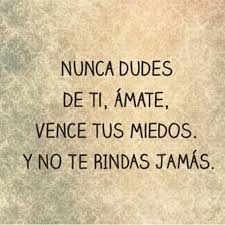 NUNCA DUDES
DE TI, ÁMATE,
VENCE TUS MIEDOS.
Y NO TE RINDAS JAMÁS.